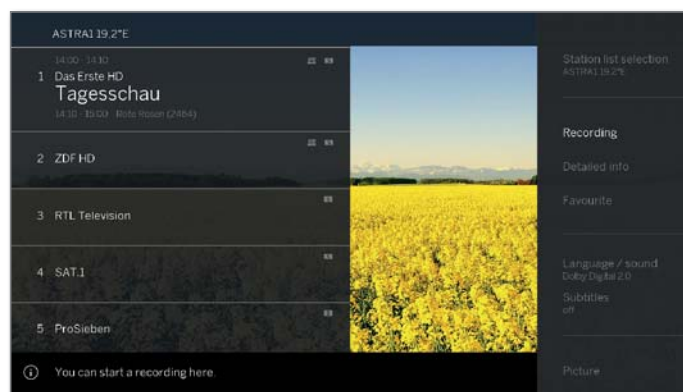 ASTRA1 19.2°E
14:00 - 14:10
1 Das Erste HD
Tagesschau
14:10 - 15:00 Rote Rosen (2464)
2 ZDF HD
3 RTL Television
4 SAT.1
5 ProSieben
You can start a recording here.
Station list selection
ASTRA1 19.2°E
Recording
Detailed info
Favourite
Language / sound
Dolby Digital 2.0
Subtitles
off
Picture